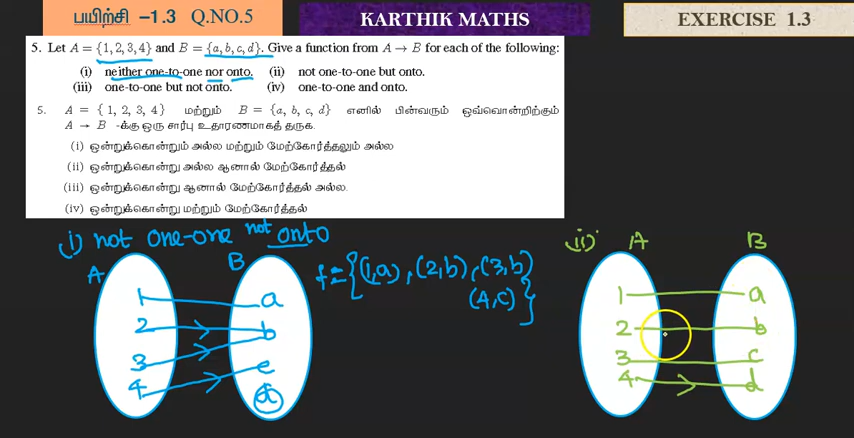 பயிற்சி –1.3 Q.NO.5
KARTHIK MATHS
EXERCISE 1.3
5. Let A = {1, 2, 3, 4} and B = {a, b, c, d}. Give a function from A → B for each of the following:
(i) neither one-to-one nor onto. (ii) not one-to-one but onto.
(iii) one-to-one but not onto. (iv) one-to-one and onto.
5. A = { 1, 2, 3, 4} மற்றும் B = {a, b, c, d} எனில் பின்வரும் ஒவ்வொன்றிற்கும்
A → B -க்கு ஒரு சார்பு உதாரணமாகத் தருக.
(i) ஒன்றுக்கொன்றும் அல்ல மற்றும் மேற்கோர்த்தலும் அல்ல
(ii) ஒன்றுக்கொன்று அல்ல ஆனால் மேற்கோர்த்தல்
(iii) ஒன்றுக்கொன்று ஆனால் மேற்கோர்த்தல் அல்ல.
(iv) ஒன்றுக்கொன்று மற்றும் மேற்கோர்த்தல்
i) not one-one not onto
A B
1 a
2 b
3 c
4 d
f = {(1,a), (2,b), (3,b)
(4,c)}
ii) A B
1 a
2 b
3 c
4 d